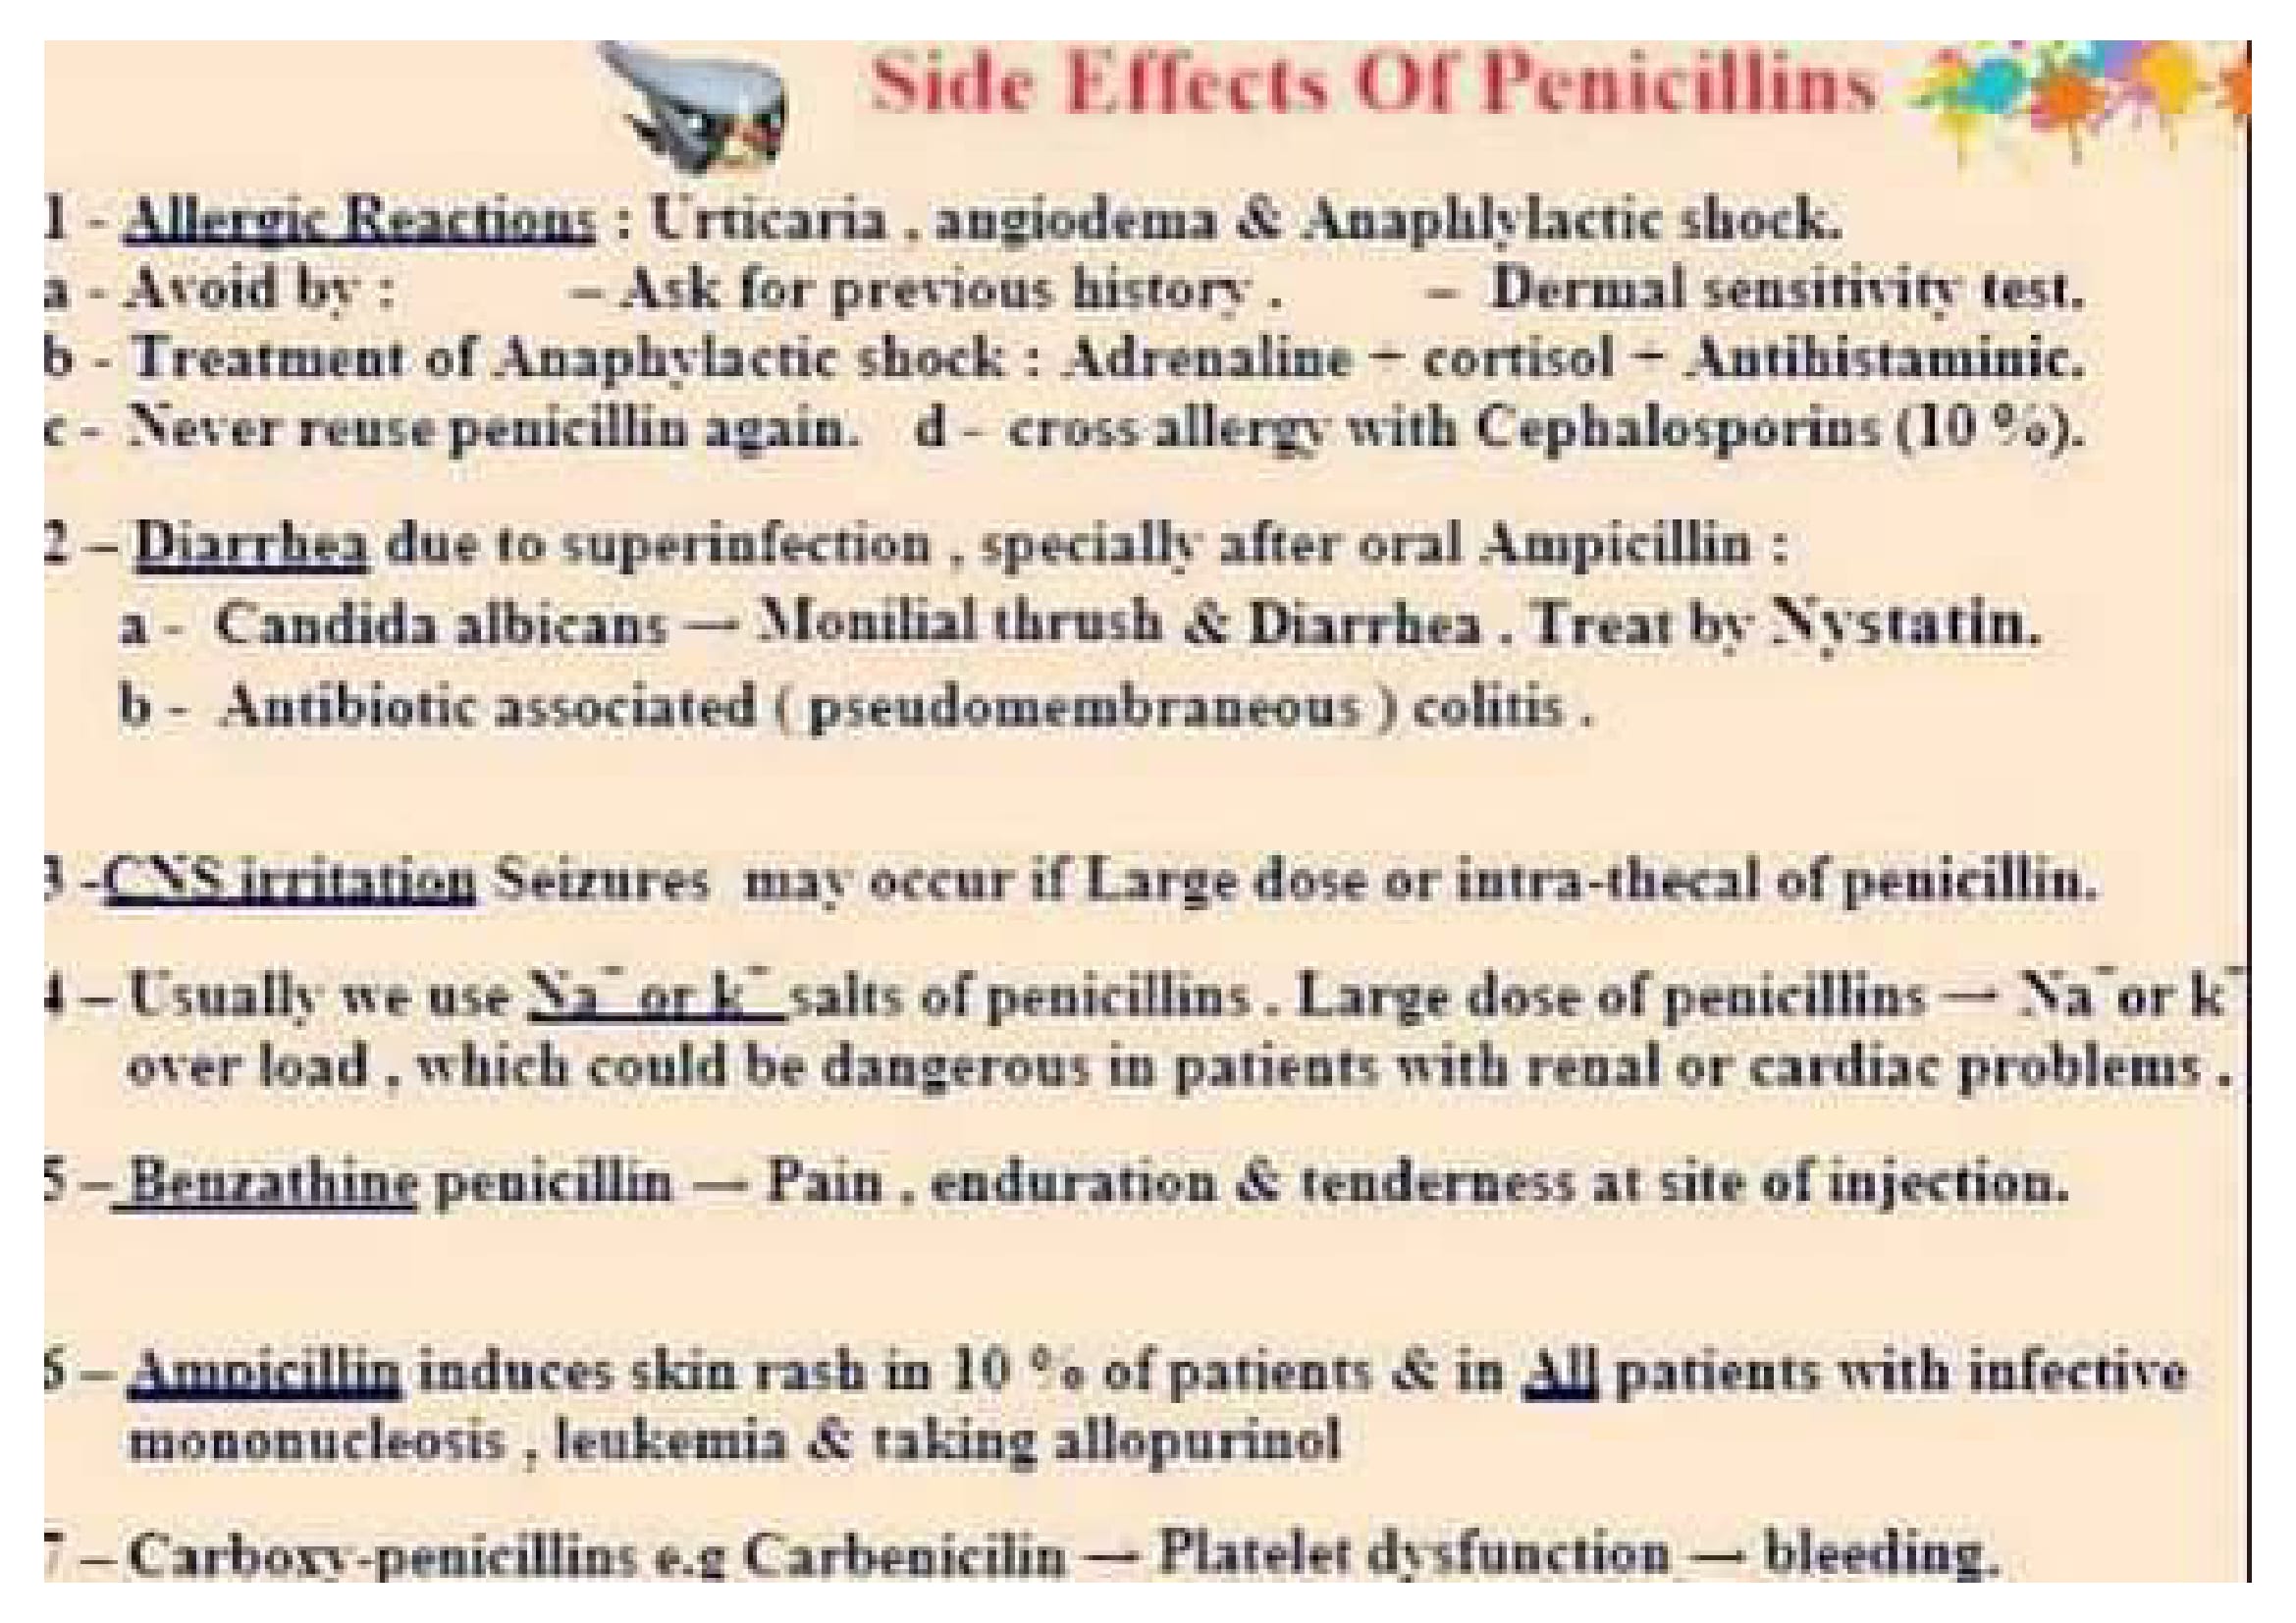 Side Effects Of Penicillins
1 - Allergic Reactions : Urticaria , angiodema & Anaphlylactic shock.
a - Avoid by : – Ask for previous history . – Dermal sensitivity test.
b - Treatment of Anaphylactic shock : Adrenaline + cortisol + Antihistaminic.
c - Never reuse penicillin again. d - cross allergy with Cephalosporins (10 %).
2 – Diarrhea due to superinfection , specially after oral Ampicillin :
a - Candida albicans → Monilial thrush & Diarrhea . Treat by Nystatin.
b - Antibiotic associated ( pseudomembraneous ) colitis .
3 -CNS irritation Seizures may occur if Large dose or intra-thecal of penicillin.
4 – Usually we use Na⁺ or k⁺ salts of penicillins . Large dose of penicillins → Na⁺ or k⁺
over load , which could be dangerous in patients with renal or cardiac problems .
5 – Benzathine penicillin → Pain , enduration & tenderness at site of injection.
6 – Ampicillin induces skin rash in 10 % of patients & in All patients with infective
mononucleosis , leukemia & taking allopurinol
7 – Carboxy-penicillins e.g Carbenicilin → Platelet dysfunction → bleeding.